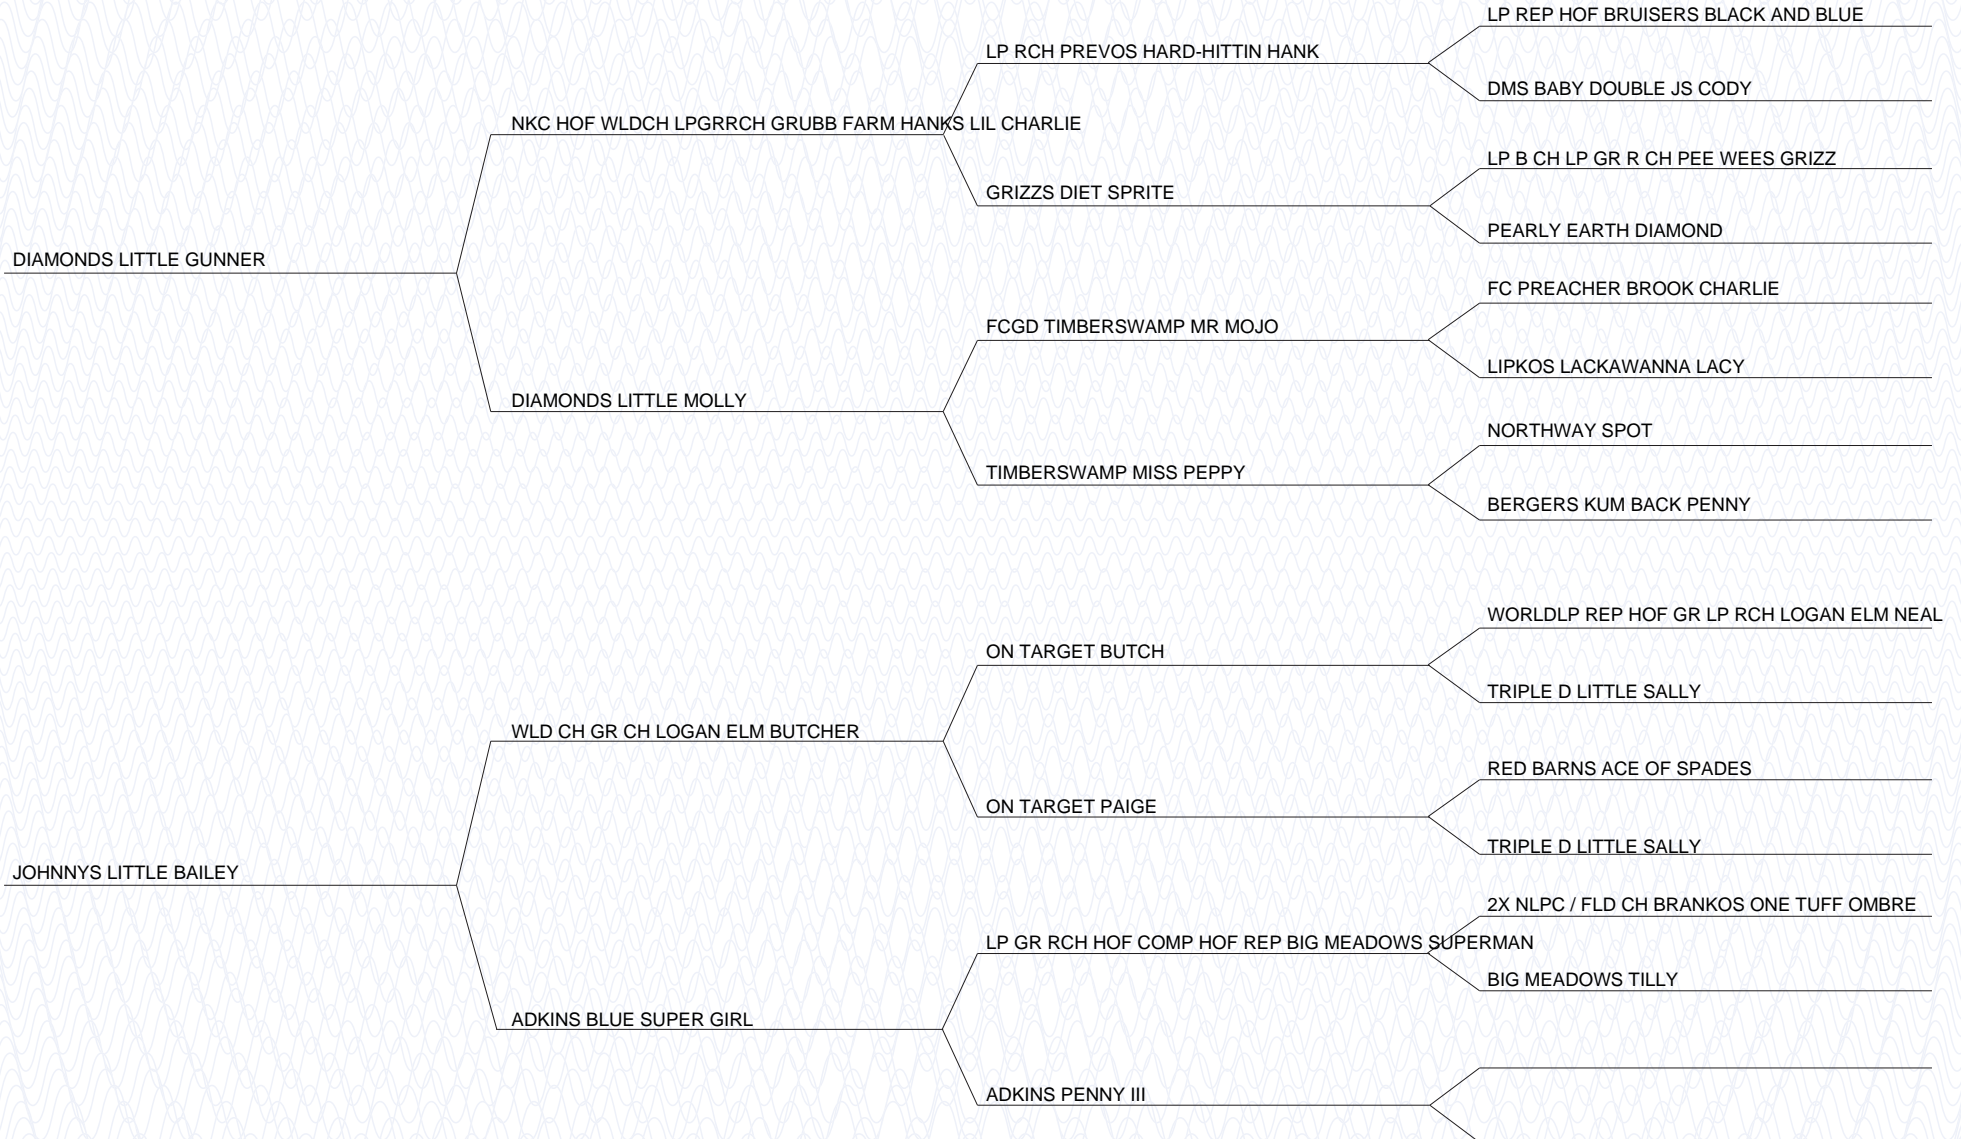 LP REP HOF BRUISERS BLACK AND BLUE
LP RCH PREVOS HARD-HITTIN HANK
DMS BABY DOUBLE JS CODY
NKC HOF WLDCH LPGRRCH GRUBB FARM HANKS LIL CHARLIE
LP B CH LP GR R CH PEE WEES GRIZZ
GRIZZS DIET SPRITE
PEARLY EARTH DIAMOND
DIAMONDS LITTLE GUNNER
FC PREACHER BROOK CHARLIE
FCGD TIMBERSWAMP MR MOJO
LIPKOS LACKAWANNA LACY
DIAMONDS LITTLE MOLLY
NORTHWAY SPOT
TIMBERSWAMP MISS PEPPY
BERGERS KUM BACK PENNY
WORLDLP REP HOF GR LP RCH LOGAN ELM NEAL
ON TARGET BUTCH
TRIPLE D LITTLE SALLY
WLD CH GR CH LOGAN ELM BUTCHER
RED BARNS ACE OF SPADES
ON TARGET PAIGE
TRIPLE D LITTLE SALLY
JOHNNYS LITTLE BAILEY
2X NLPC / FLD CH BRANKOS ONE TUFF OMBRE
LP GR RCH HOF COMP HOF REP BIG MEADOWS SUPERMAN
BIG MEADOWS TILLY
ADKINS BLUE SUPER GIRL
ADKINS PENNY III